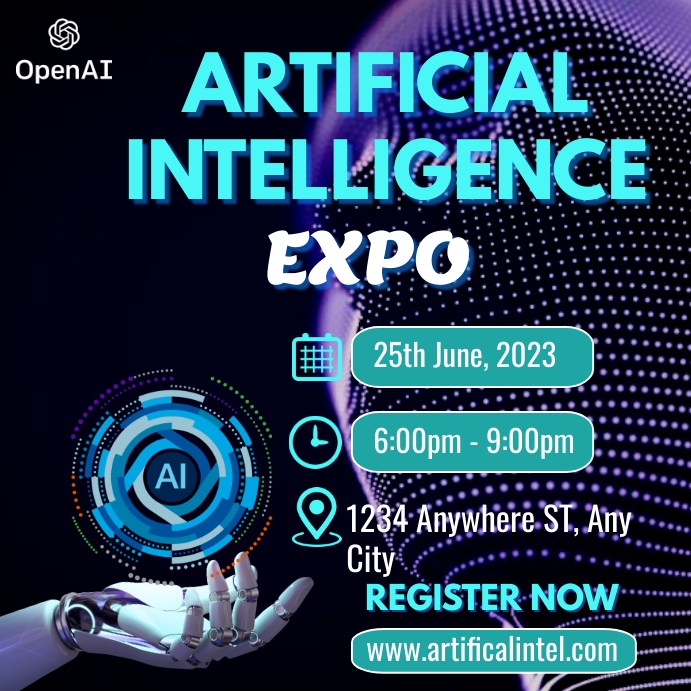 OpenAI
ARTIFICIAL
INTELLIGENCE
EXPO
25th June, 2023
6:00pm - 9:00pm
1234 Anywhere ST, Any
City
AI
REGISTER NOW
www.artificalintel.com